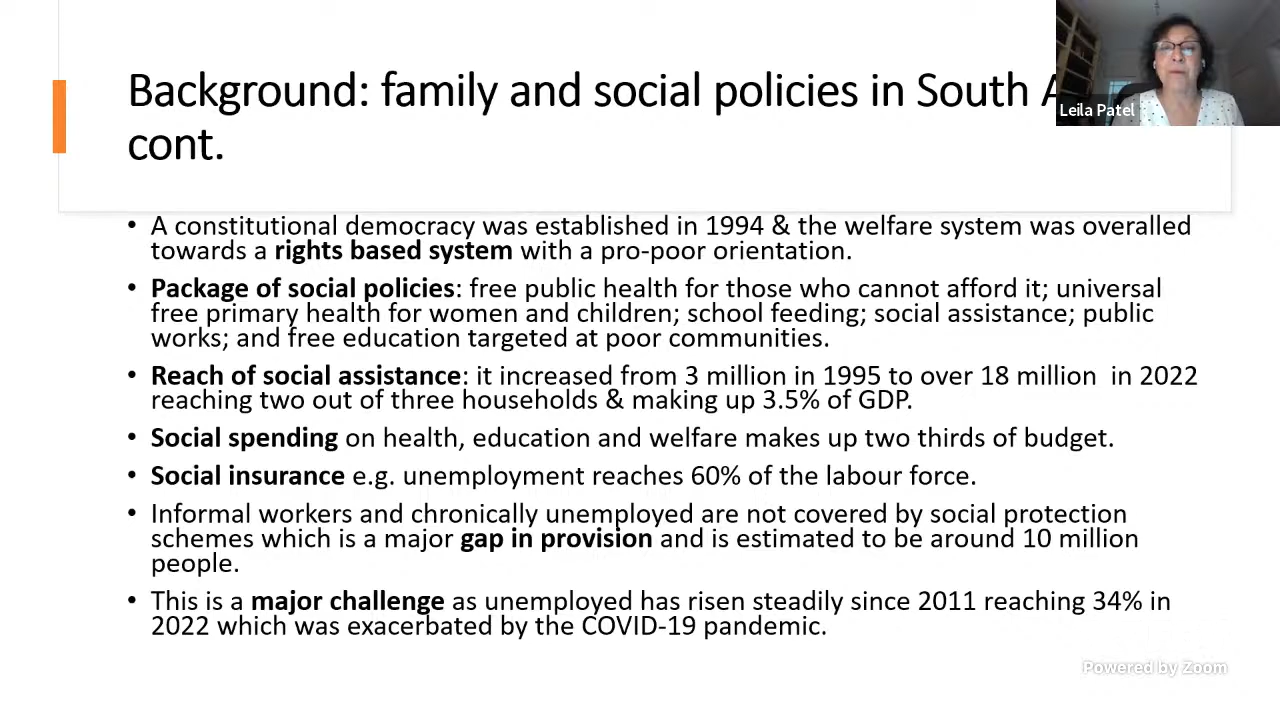 Background: family and social policies in South A
Leila Patel
cont.
• A constitutional democracy was established in 1994 & the welfare system was overalled
towards a rights based system with a pro-poor orientation.
• Package of social policies: free public health for those who cannot afford it; universal
free primary health for women and children; school feeding; social assistance; public
works; and free education targeted at poor communities.
• Reach of social assistance: it increased from 3 million in 1995 to over 18 million in 2022
reaching two out of three households & making up 3.5% of GDP.
• Social spending on health, education and welfare makes up two thirds of budget.
• Social insurance e.g. unemployment reaches 60% of the labour force.
• Informal workers and chronically unemployed are not covered by social protection
schemes which is a major gap in provision and is estimated to be around 10 million
people.
• This is a major challenge as unemployed has risen steadily since 2011 reaching 34% in
2022 which was exacerbated by the COVID-19 pandemic.
Powered by Zoom